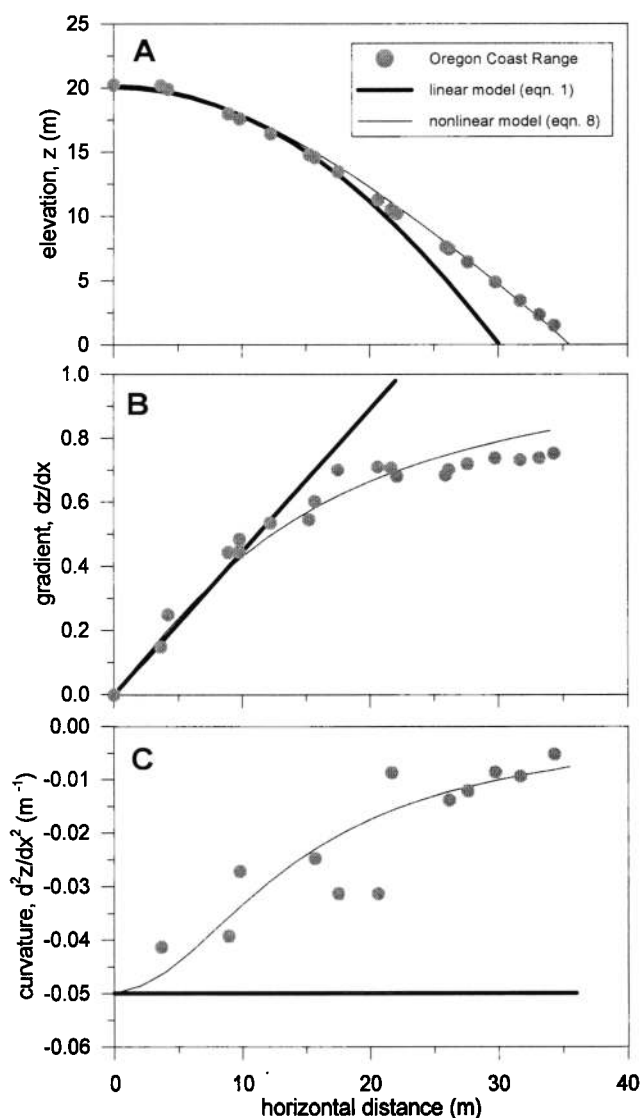 A
Oregon Coast Range
linear model (eqn. 1)
nonlinear model (eqn. 8)
elevation, z (m)
25
20
15
10
5
0
B
gradient, dz/dx
1.0
0.8
0.6
0.4
0.2
0.0
C
curvature, d²z/dx² (m⁻¹)
0.00
-0.01
-0.02
-0.03
-0.04
-0.05
-0.06
0 10 20 30 40
horizontal distance (m)